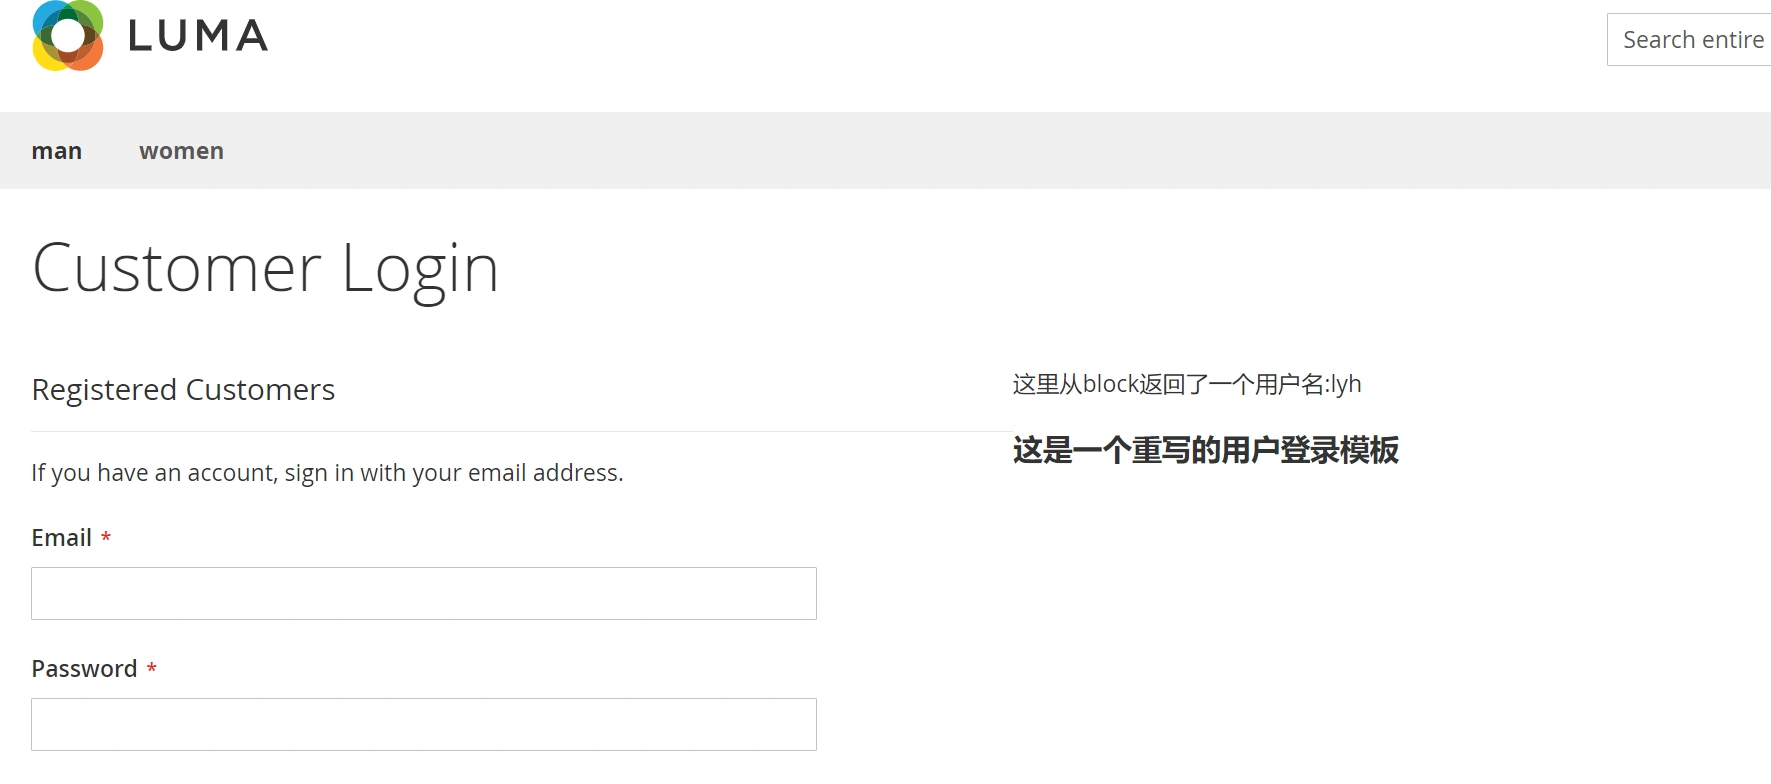 LUMA
Search entire
man
women
Customer Login
Registered Customers
If you have an account, sign in with your email address.
Email *
Password *
这里从block返回了一个用户名:lyh
这是一个重写的用户登录模板